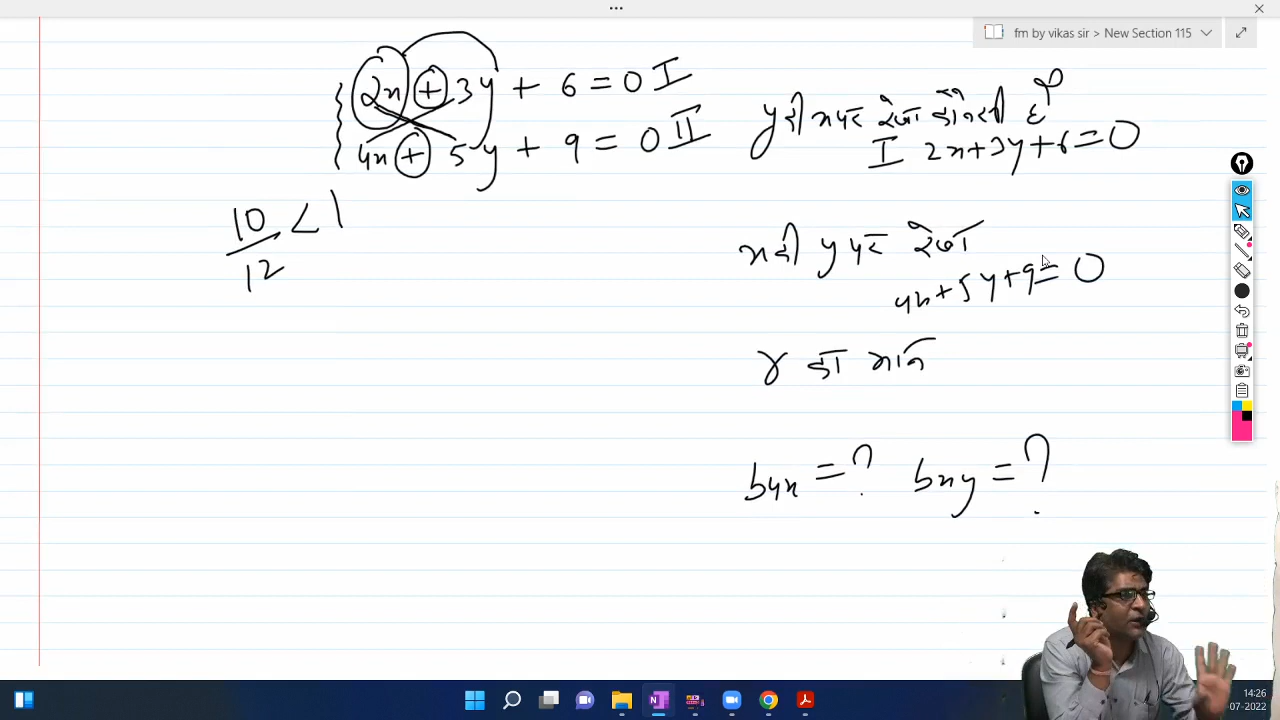 fm by vikas sir > New Section 115
2x + 3y + 6 = 0 I
4x + 5y + 9 = 0 II
10/12 < 1
y की x पर रेखा कौनसी है
I 2x+3y+6=0
x की y पर रेखा
4x+5y+9=0
r का मान
byx = ? bxy = ?
14:26
-07-2022